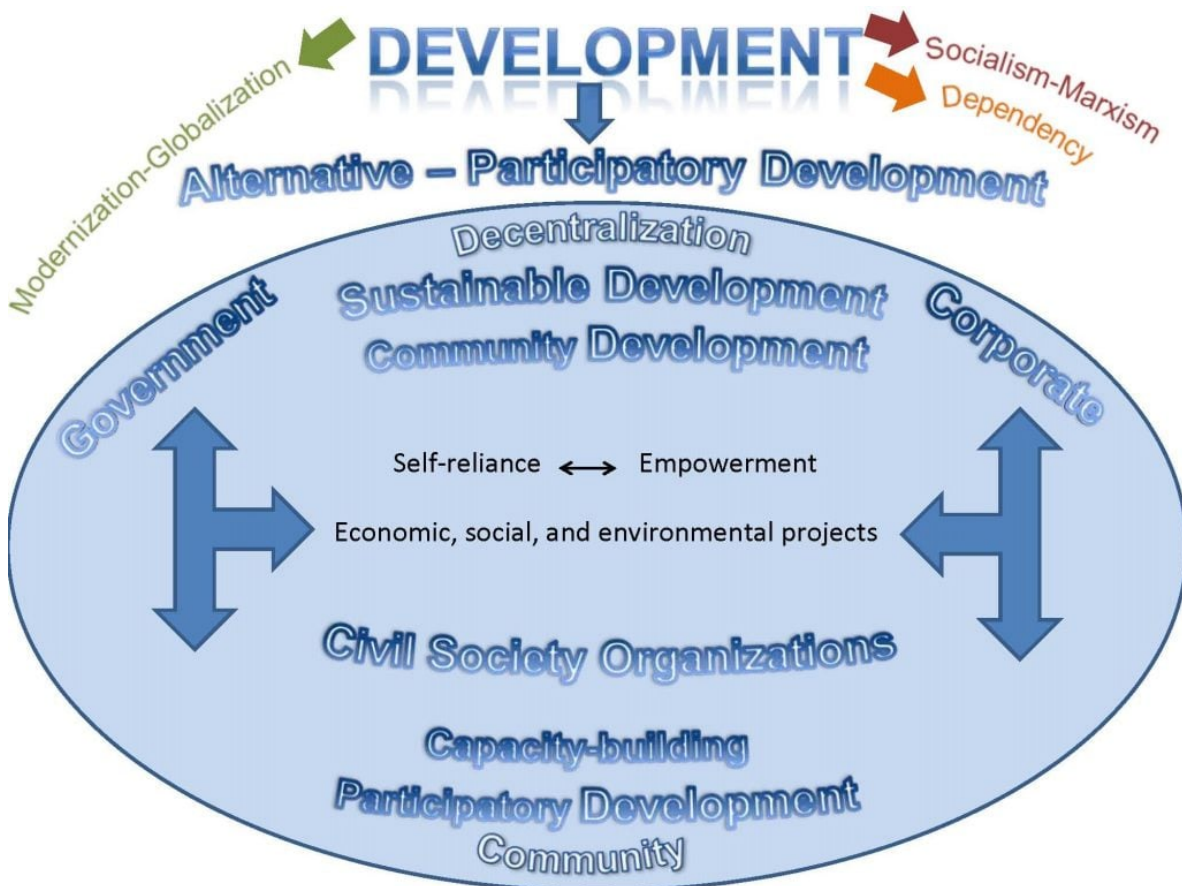 DEVELOPMENT
Modernization-Globalization
Socialism-Marxism
Dependency
Alternative – Participatory Development
Decentralization
Sustainable Development
Community Development
Government
Corporate
Self-reliance ↔ Empowerment
Economic, social, and environmental projects
Civil Society Organizations
Capacity-building
Participatory Development
Community